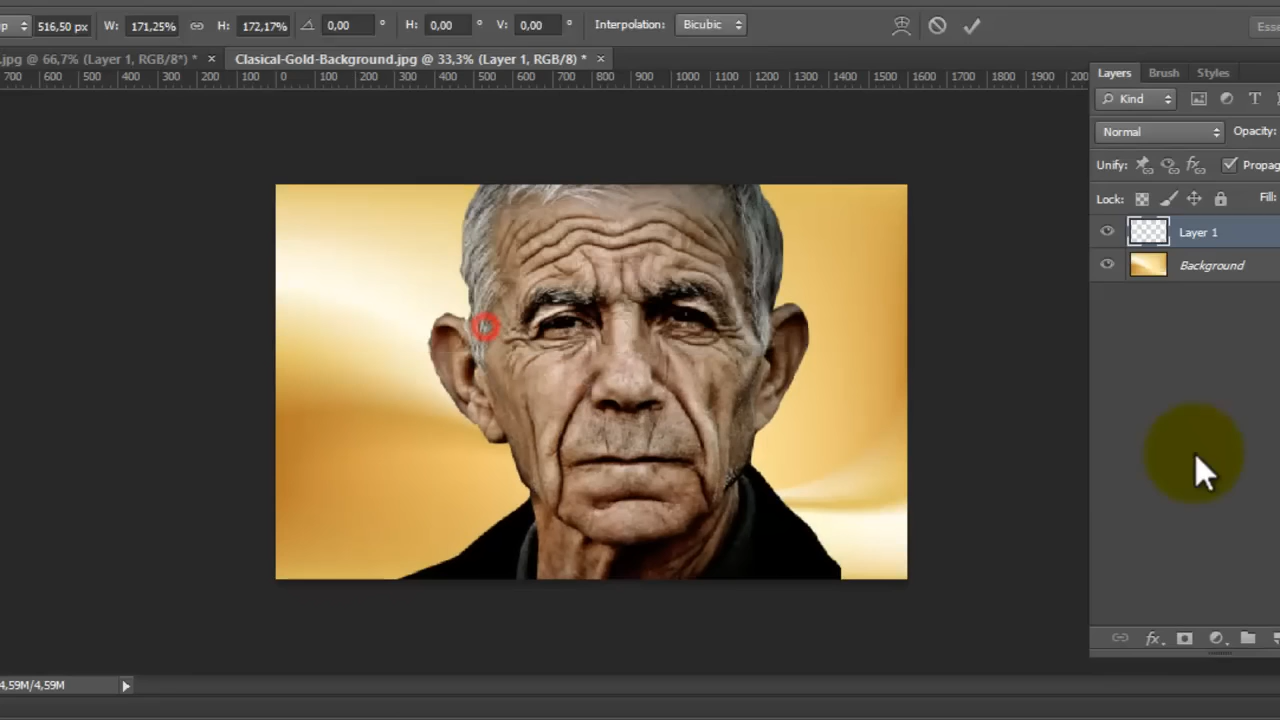 516,50 px W: 171,25% H: 172,17% 0,00 ° H: 0,00 ° V: 0,00 ° Interpolation: Bicubic
.jpg @ 66,7% (Layer 1, RGB/8*) * × Clasical-Gold-Background.jpg @ 33,3% (Layer 1, RGB/8) * ×
700 600 500 400 300 200 100 0 100 200 300 400 500 600 700 800 900 1000 1100 1200 1300 1400 1500 1600 1700 1800 1900
Layers Brush Styles
Kind T
Normal Opacity:
Unify: fx Propag
Lock: Fill:
Layer 1
Background
fx
4,59M/4,59M